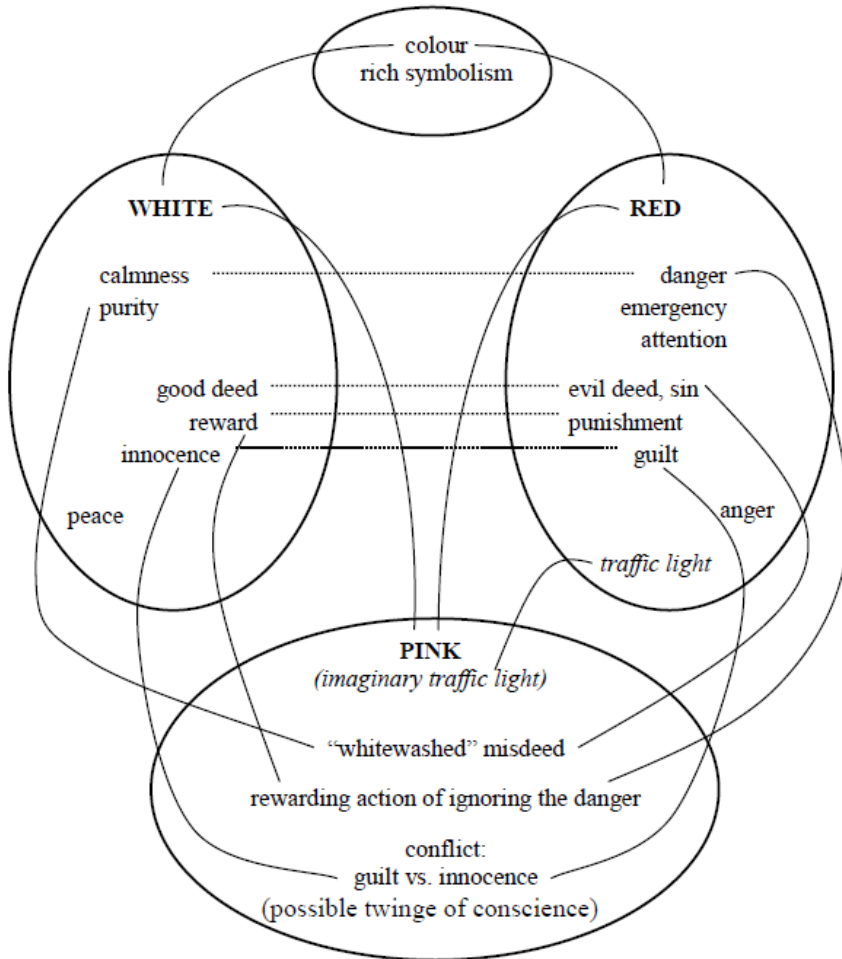 colour
rich symbolism
WHITE
RED
calmness
danger
purity
emergency
attention
good deed
evil deed, sin
reward
punishment
innocence
guilt
peace
anger
traffic light
PINK
(imaginary traffic light)
“whitewashed” misdeed
rewarding action of ignoring the danger
conflict:
guilt vs. innocence
(possible twinge of conscience)